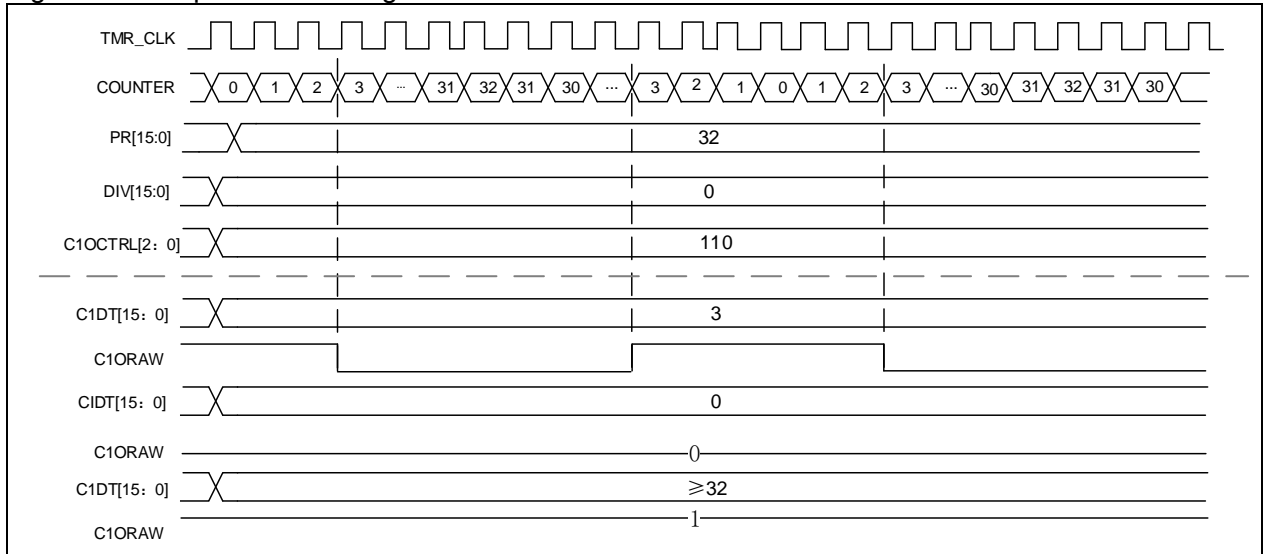 TMR_CLK
COUNTER 0 1 2 3 ... 31 32 31 30 ... 3 2 1 0 1 2 3 ... 30 31 32 31 30
PR[15:0] 32
DIV[15:0] 0
C1OCTRL[2：0] 110
C1DT[15：0] 3
C1ORAW
CIDT[15：0] 0
C1ORAW 0
C1DT[15：0] ≥32
C1ORAW 1